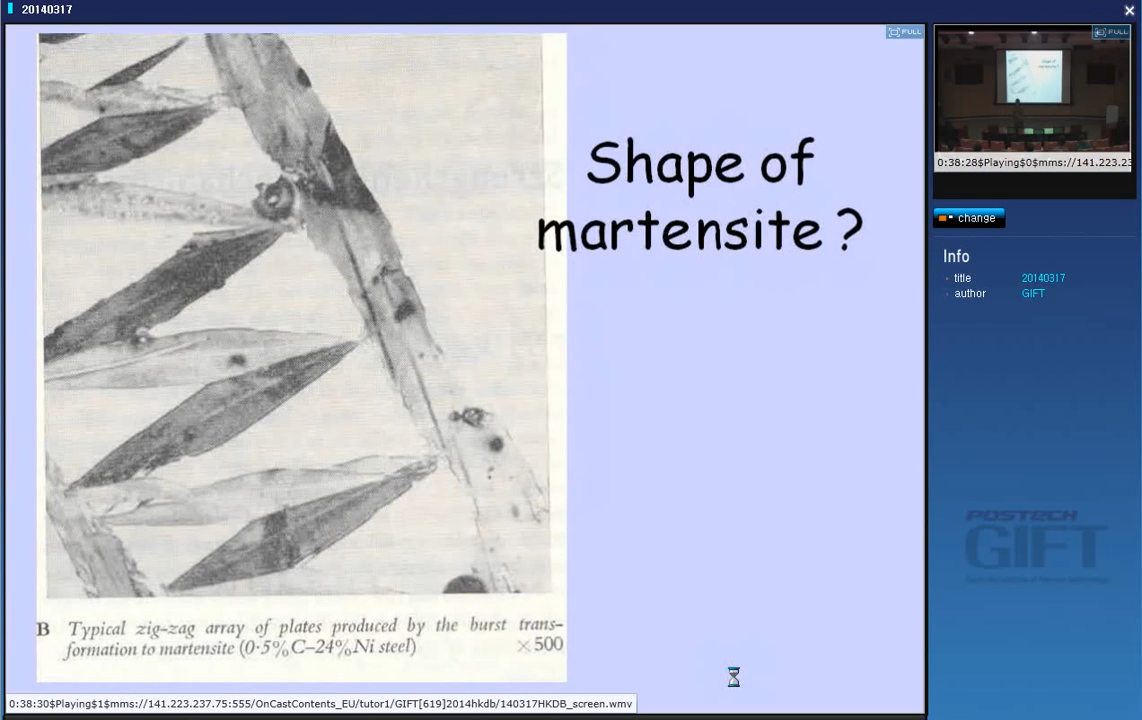 20140317
FULL
FULL
Shape of
martensite ?
B Typical zig-zag array of plates produced by the burst trans-
formation to martensite (0·5%C–24%Ni steel) ×500
0:38:28$Playing$0$mms://141.223.23
change
Info
title 20140317
author GIFT
POSTECH
GIFT
0:38:30$Playing$1$mms://141.223.237.75:555/OnCastContents_EU/tutor1/GIFT[619]2014hkdb/140317HKDB_screen.wmv